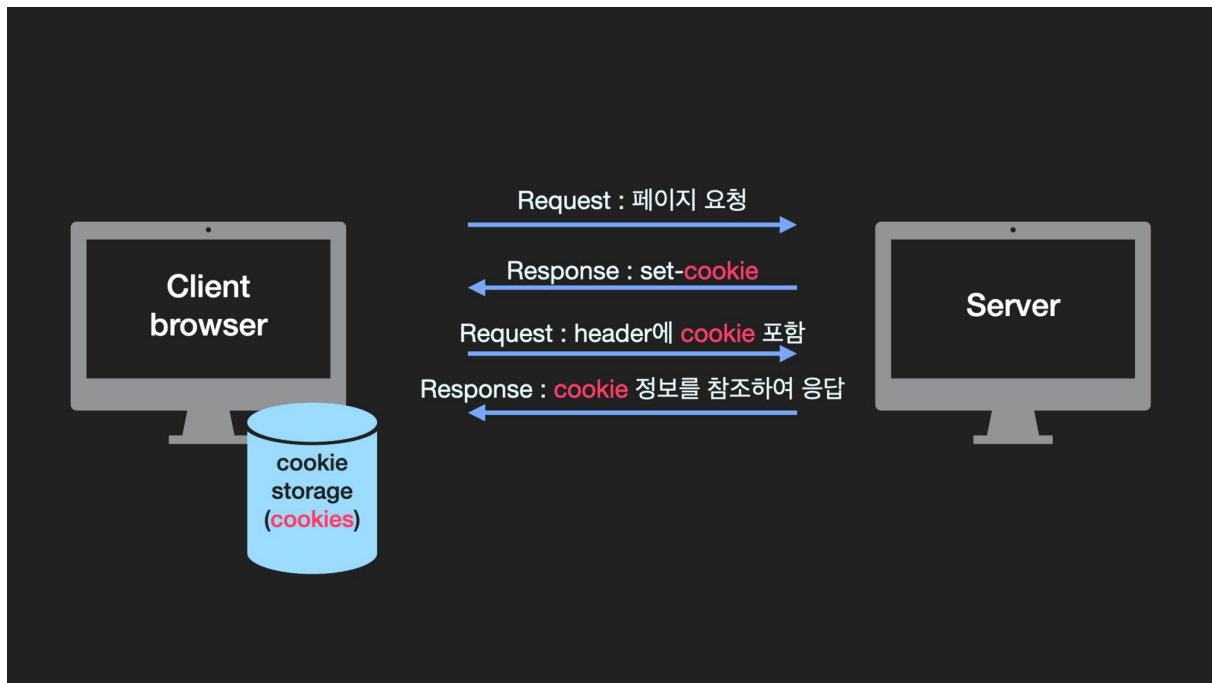 Request : 페이지 요청
Response : set-cookie
Client
browser
Server
Request : header에 cookie 포함
Response : cookie 정보를 참조하여 응답
cookie
storage
(cookies)